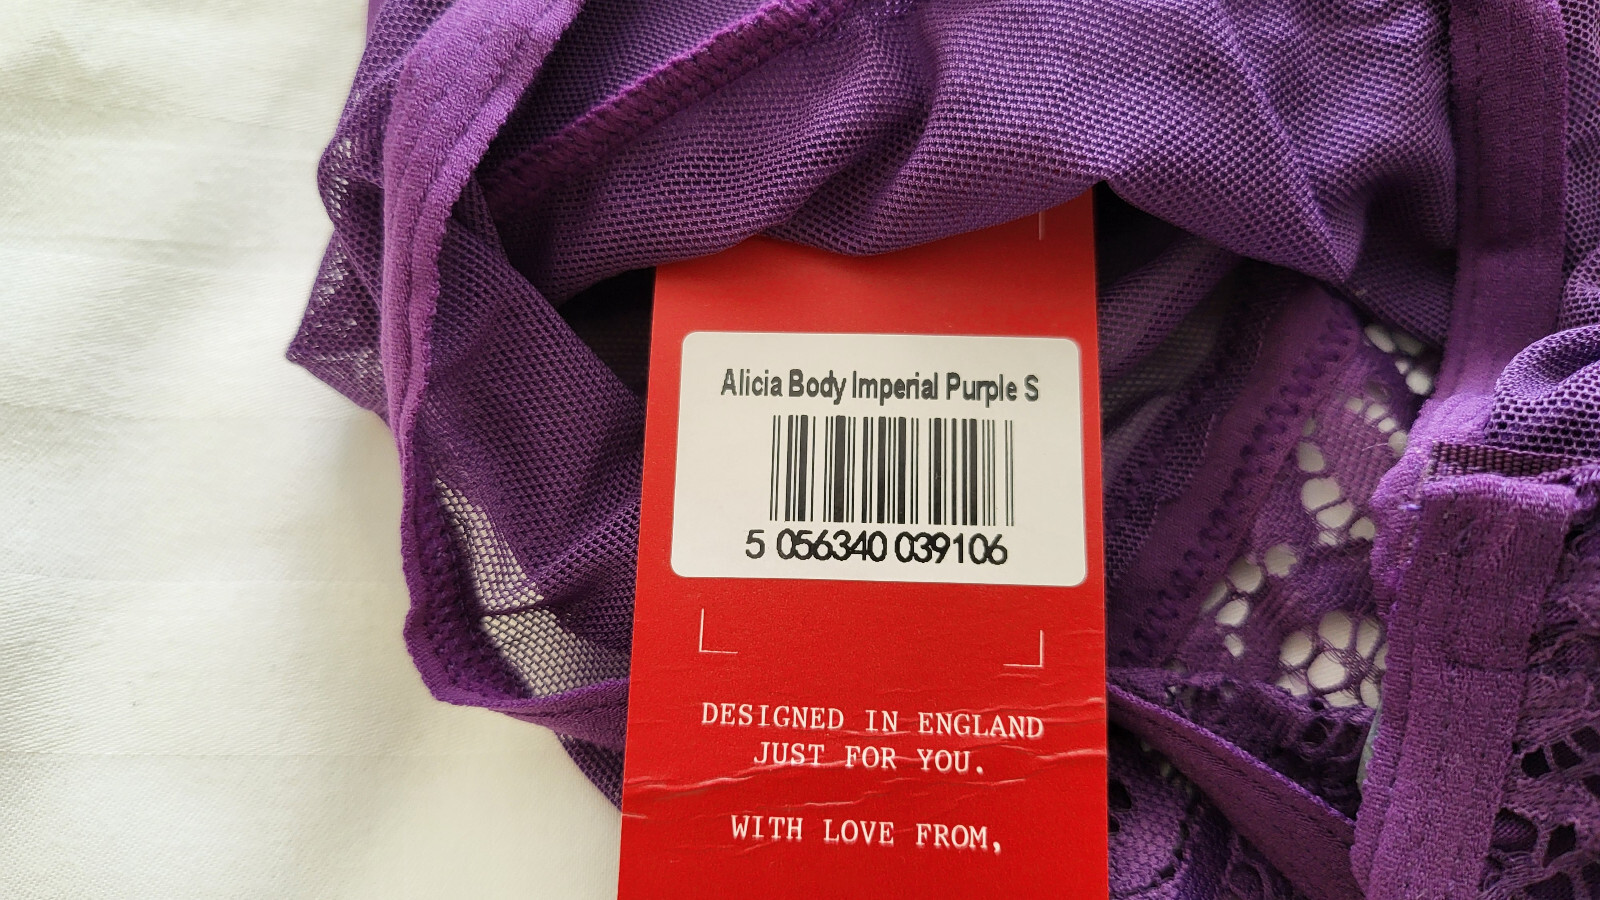 Alicia Body Imperial Purple S
5 056340 039106
DESIGNED IN ENGLAND
JUST FOR YOU.
WITH LOVE FROM,